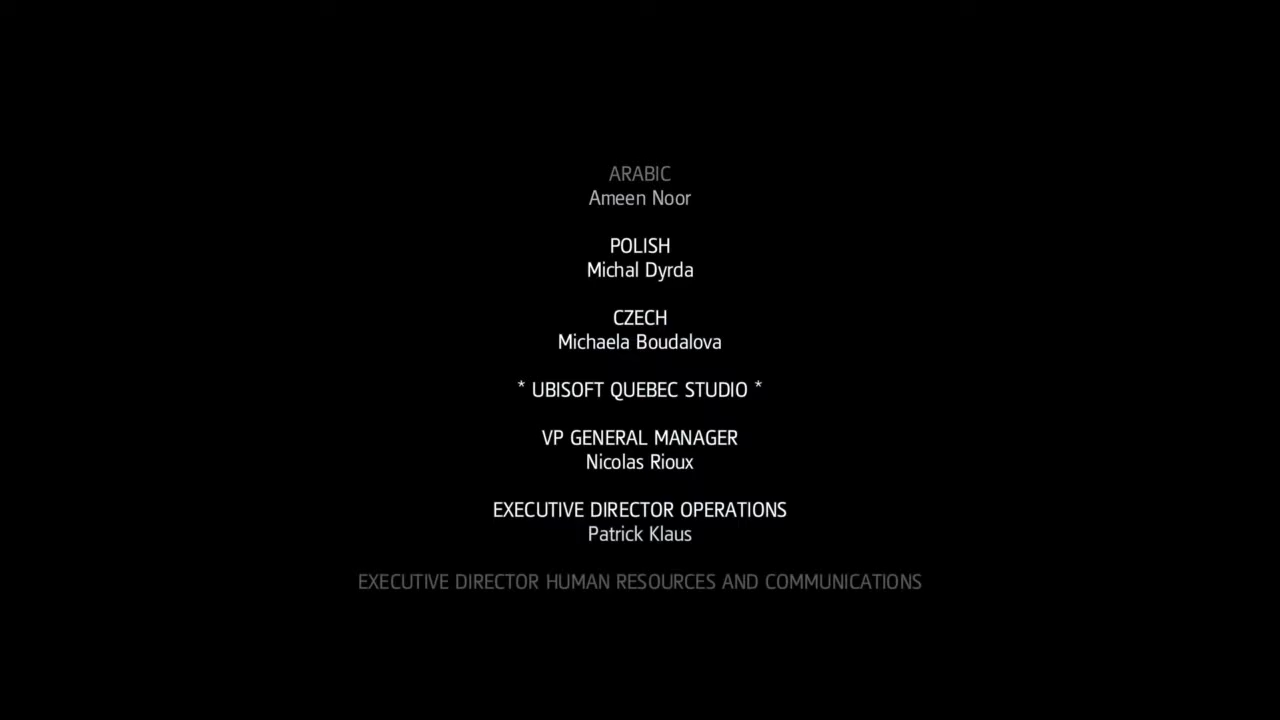 ARABIC
Ameen Noor
POLISH
Michal Dyrda
CZECH
Michaela Boudalova
* UBISOFT QUEBEC STUDIO *
VP GENERAL MANAGER
Nicolas Rioux
EXECUTIVE DIRECTOR OPERATIONS
Patrick Klaus
EXECUTIVE DIRECTOR HUMAN RESOURCES AND COMMUNICATIONS